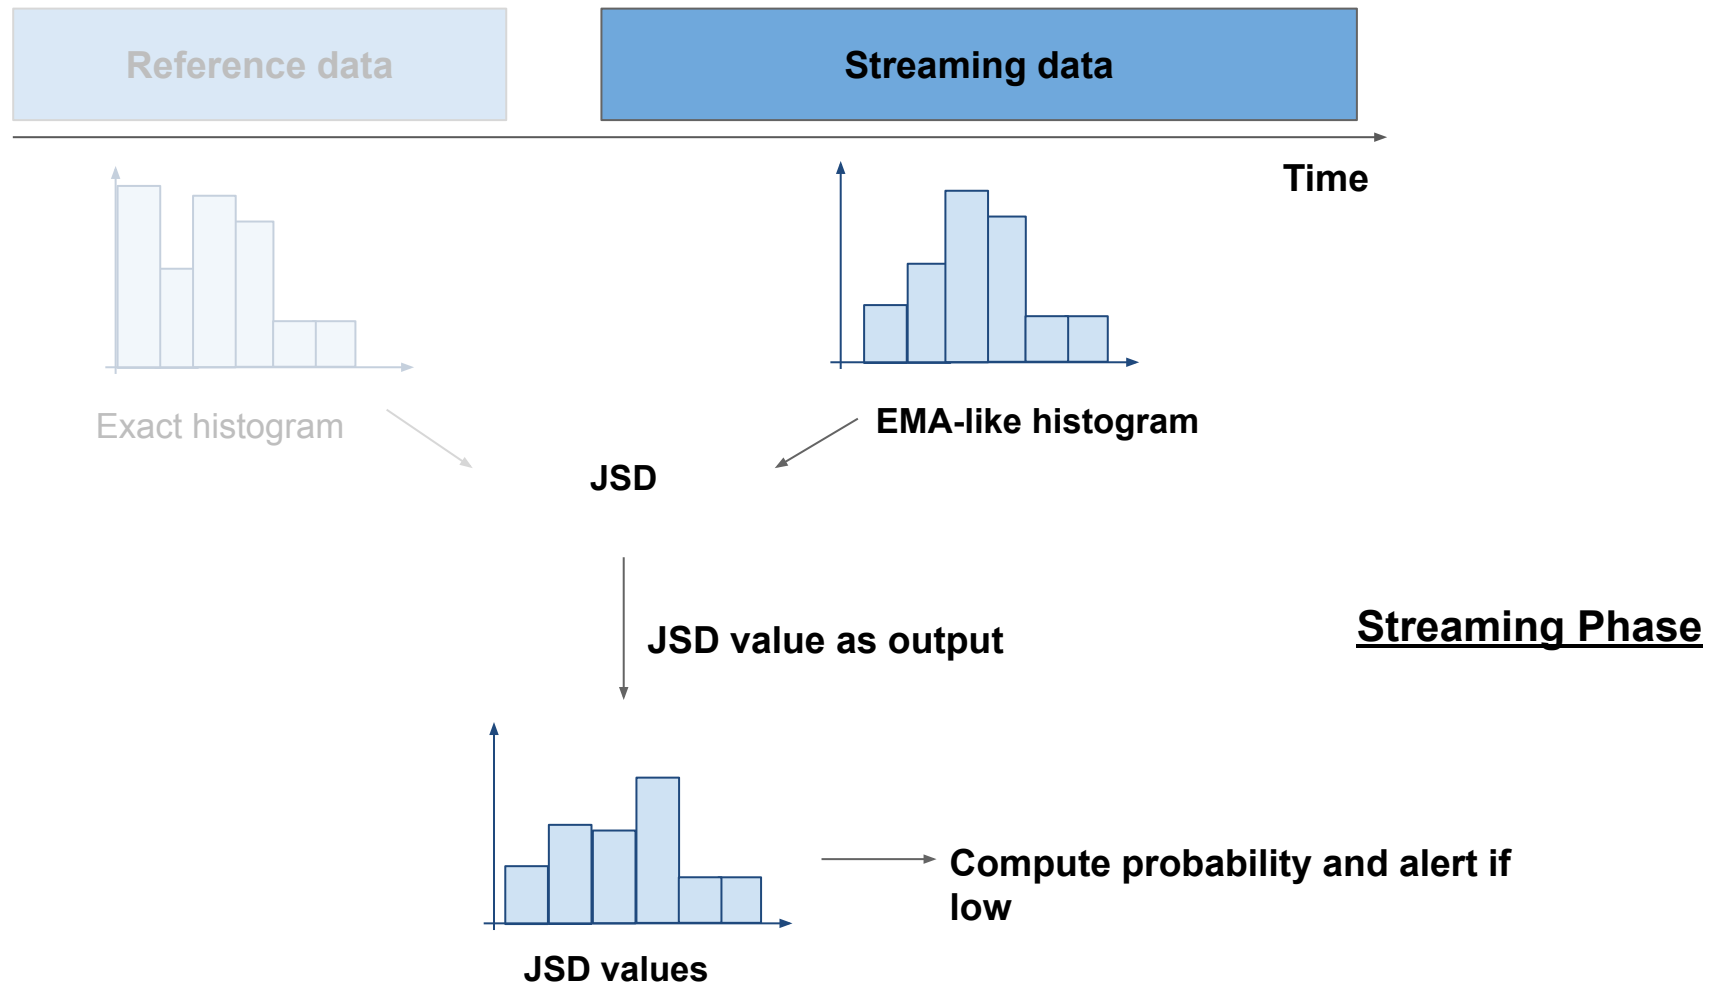 Reference data
Streaming data
Time
Exact histogram
EMA-like histogram
JSD
JSD value as output
Streaming Phase
Compute probability and alert if
low
JSD values